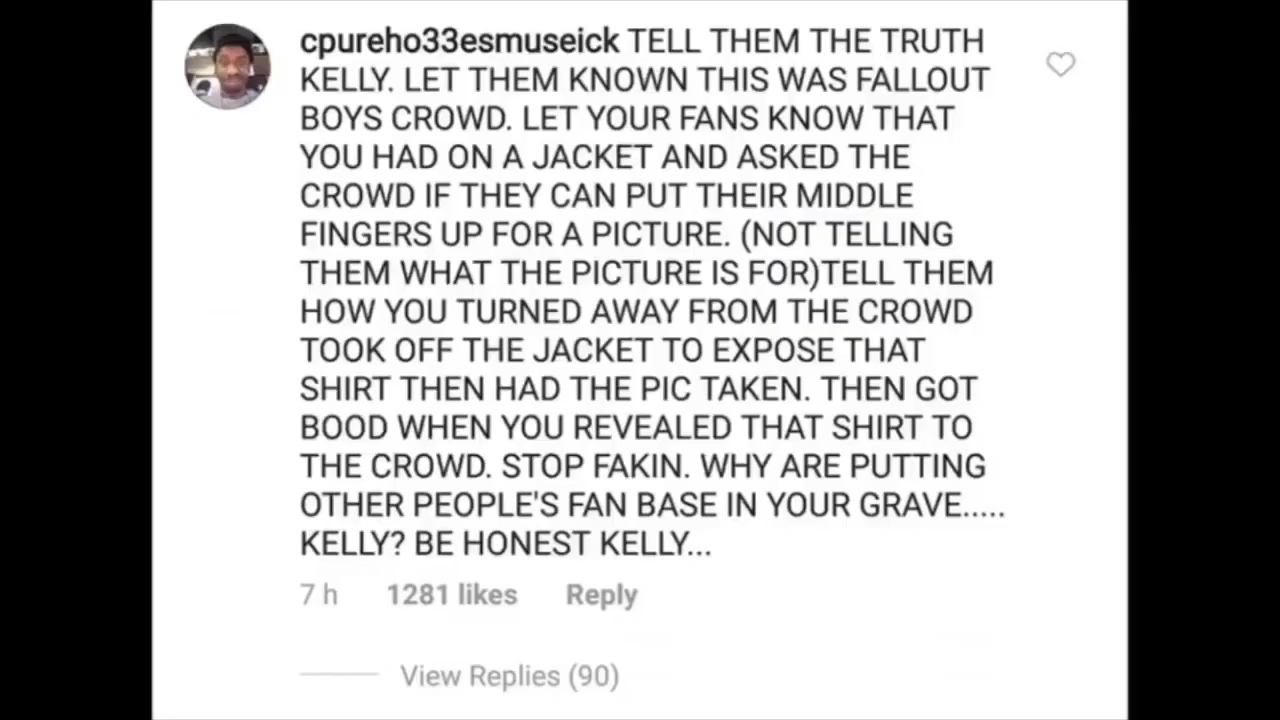 cpureho33esmuseick TELL THEM THE TRUTH
KELLY. LET THEM KNOWN THIS WAS FALLOUT
BOYS CROWD. LET YOUR FANS KNOW THAT
YOU HAD ON A JACKET AND ASKED THE
CROWD IF THEY CAN PUT THEIR MIDDLE
FINGERS UP FOR A PICTURE. (NOT TELLING
THEM WHAT THE PICTURE IS FOR)TELL THEM
HOW YOU TURNED AWAY FROM THE CROWD
TOOK OFF THE JACKET TO EXPOSE THAT
SHIRT THEN HAD THE PIC TAKEN. THEN GOT
BOOD WHEN YOU REVEALED THAT SHIRT TO
THE CROWD. STOP FAKIN. WHY ARE PUTTING
OTHER PEOPLE'S FAN BASE IN YOUR GRAVE.....
KELLY? BE HONEST KELLY...
7 h 1281 likes Reply
View Replies (90)